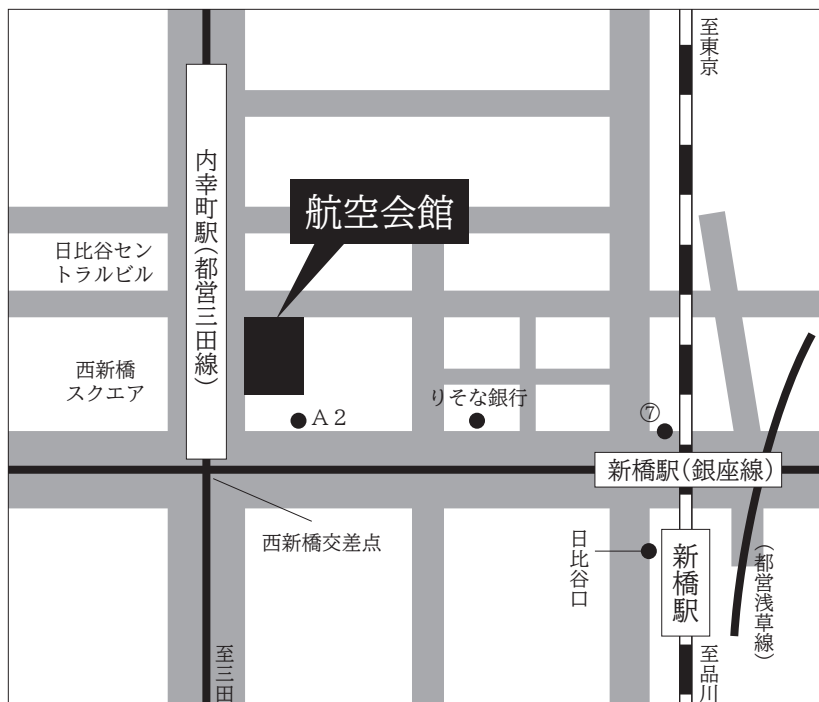 至東京
内幸町駅（都営三田線）
航空会館
日比谷セン
トラルビル
西新橋
スクエア
りそな銀行
⑦
A2
新橋駅（銀座線）
西新橋交差点
日比谷口
新橋駅
（都営浅草線）
至三田
至品川